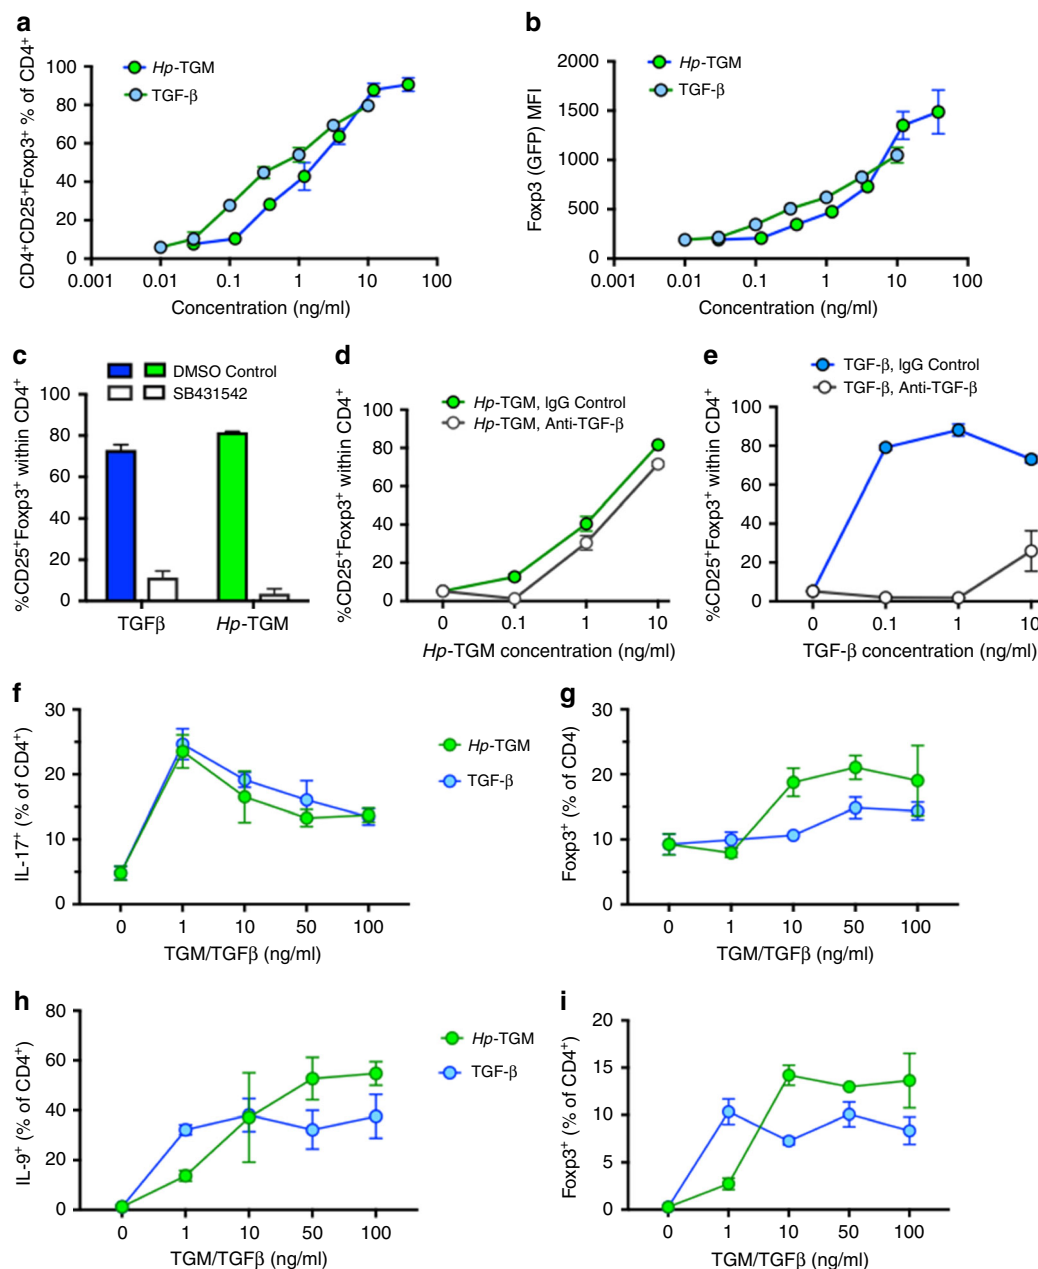 a
CD4⁺CD25⁺Foxp3⁺ % of CD4⁺
100
80
60
40
20
0
Hp-TGM
TGF-β
0.001
0.01
0.1
1
10
100
Concentration (ng/ml)
b
Foxp3 (GFP) MFI
2000
1500
1000
500
0
Hp-TGM
TGF-β
0.001
0.01
0.1
1
10
100
Concentration (ng/ml)
c
%CD25⁺Foxp3⁺ within CD4⁺
DMSO Control
SB431542
100
80
60
40
20
0
TGFβ
Hp-TGM
d
%CD25⁺Foxp3⁺ within CD4⁺
Hp-TGM, IgG Control
Hp-TGM, Anti-TGF-β
100
80
60
40
20
0
0
0.1
1
10
Hp-TGM concentration (ng/ml)
e
%CD25⁺Foxp3⁺ within CD4⁺
TGF-β, IgG Control
TGF-β, Anti-TGF-β
100
80
60
40
20
0
0
0.1
1
10
TGF-β concentration (ng/ml)
f
IL-17⁺ (% of CD4⁺)
30
20
10
0
Hp-TGM
TGF-β
0
1
10
50
100
TGM/TGFβ (ng/ml)
g
Foxp3⁺ (% of CD4)
30
20
10
0
0
1
10
50
100
TGM/TGFβ (ng/ml)
h
IL-9⁺ (% of CD4⁺)
80
60
40
20
0
Hp-TGM
TGF-β
0
1
10
50
100
TGM/TGFβ (ng/ml)
i
Foxp3⁺ (% of CD4⁺)
20
15
10
5
0
0
1
10
50
100
TGM/TGFβ (ng/ml)